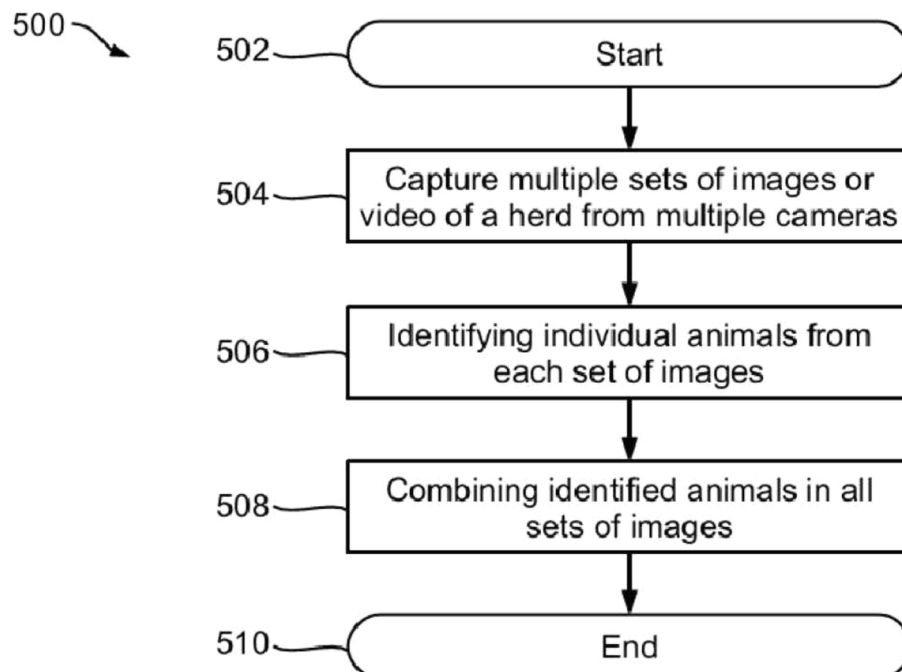 500
502
Start
504
Capture multiple sets of images or
video of a herd from multiple cameras
506
Identifying individual animals from
each set of images
508
Combining identified animals in all
sets of images
510
End